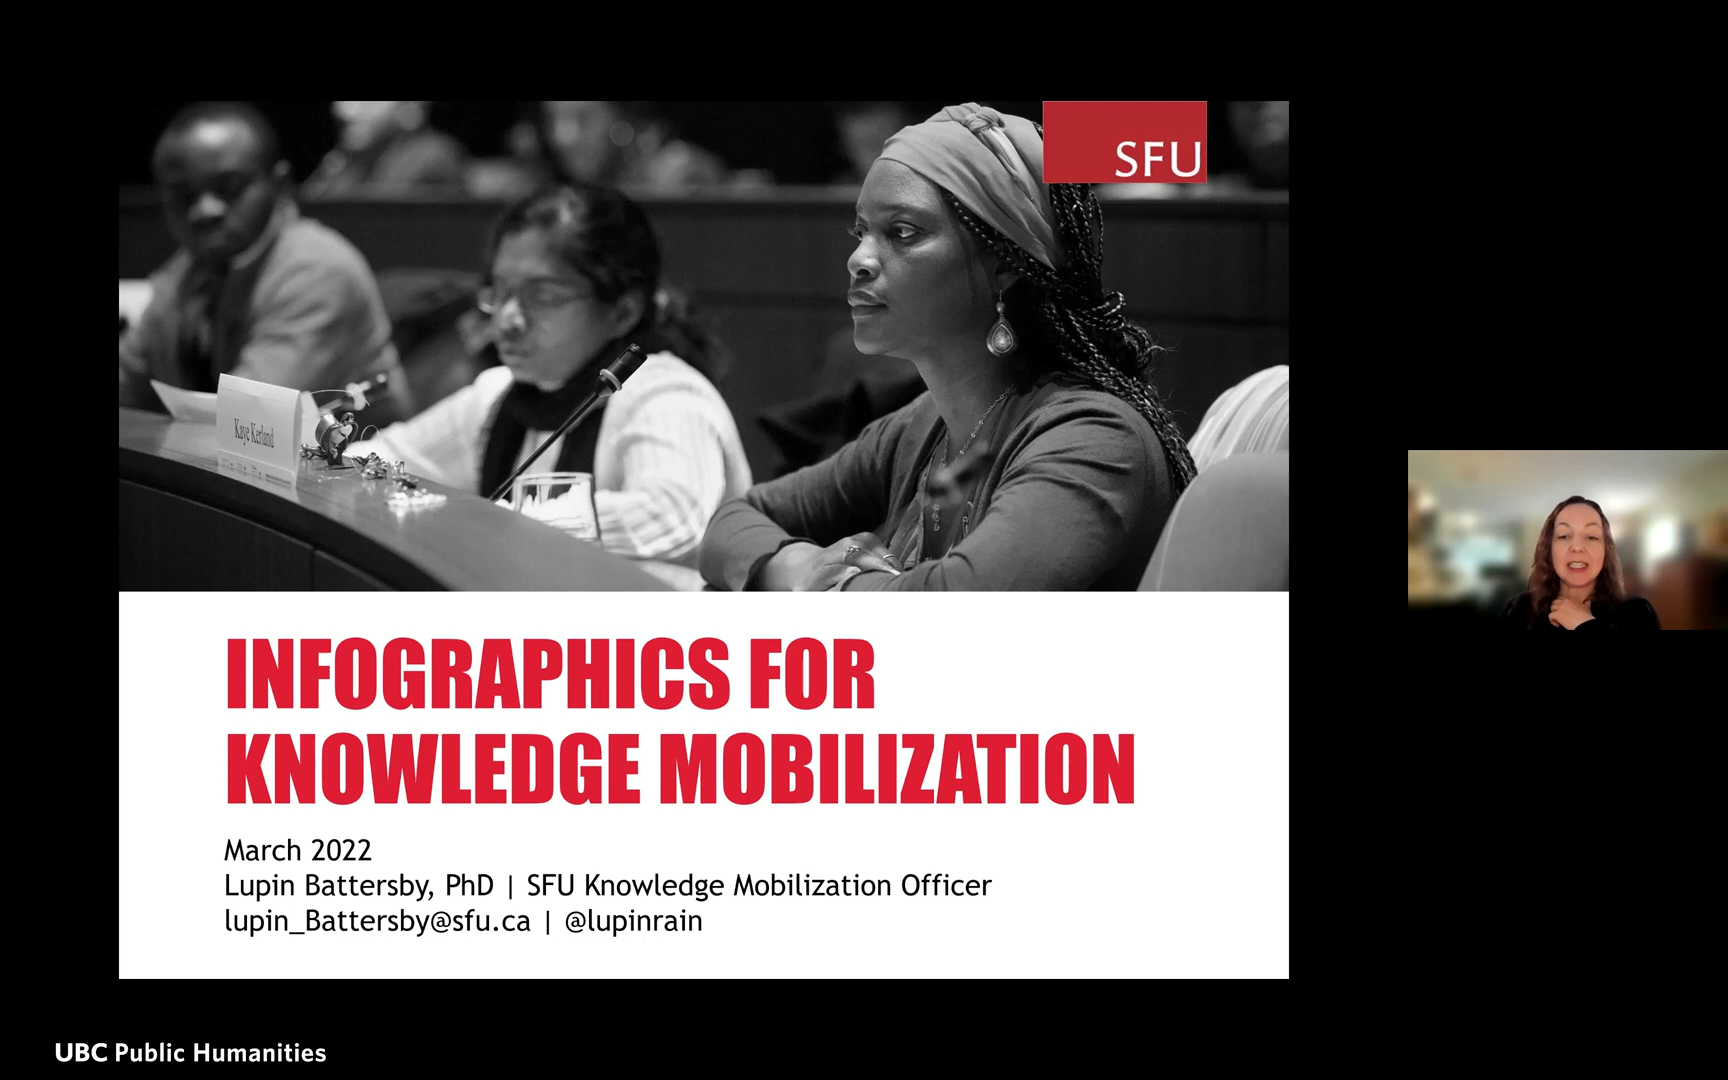 SFU
Kaye Kerland
INFOGRAPHICS FOR
KNOWLEDGE MOBILIZATION
March 2022
Lupin Battersby, PhD | SFU Knowledge Mobilization Officer
lupin_Battersby@sfu.ca | @lupinrain
UBC Public Humanities